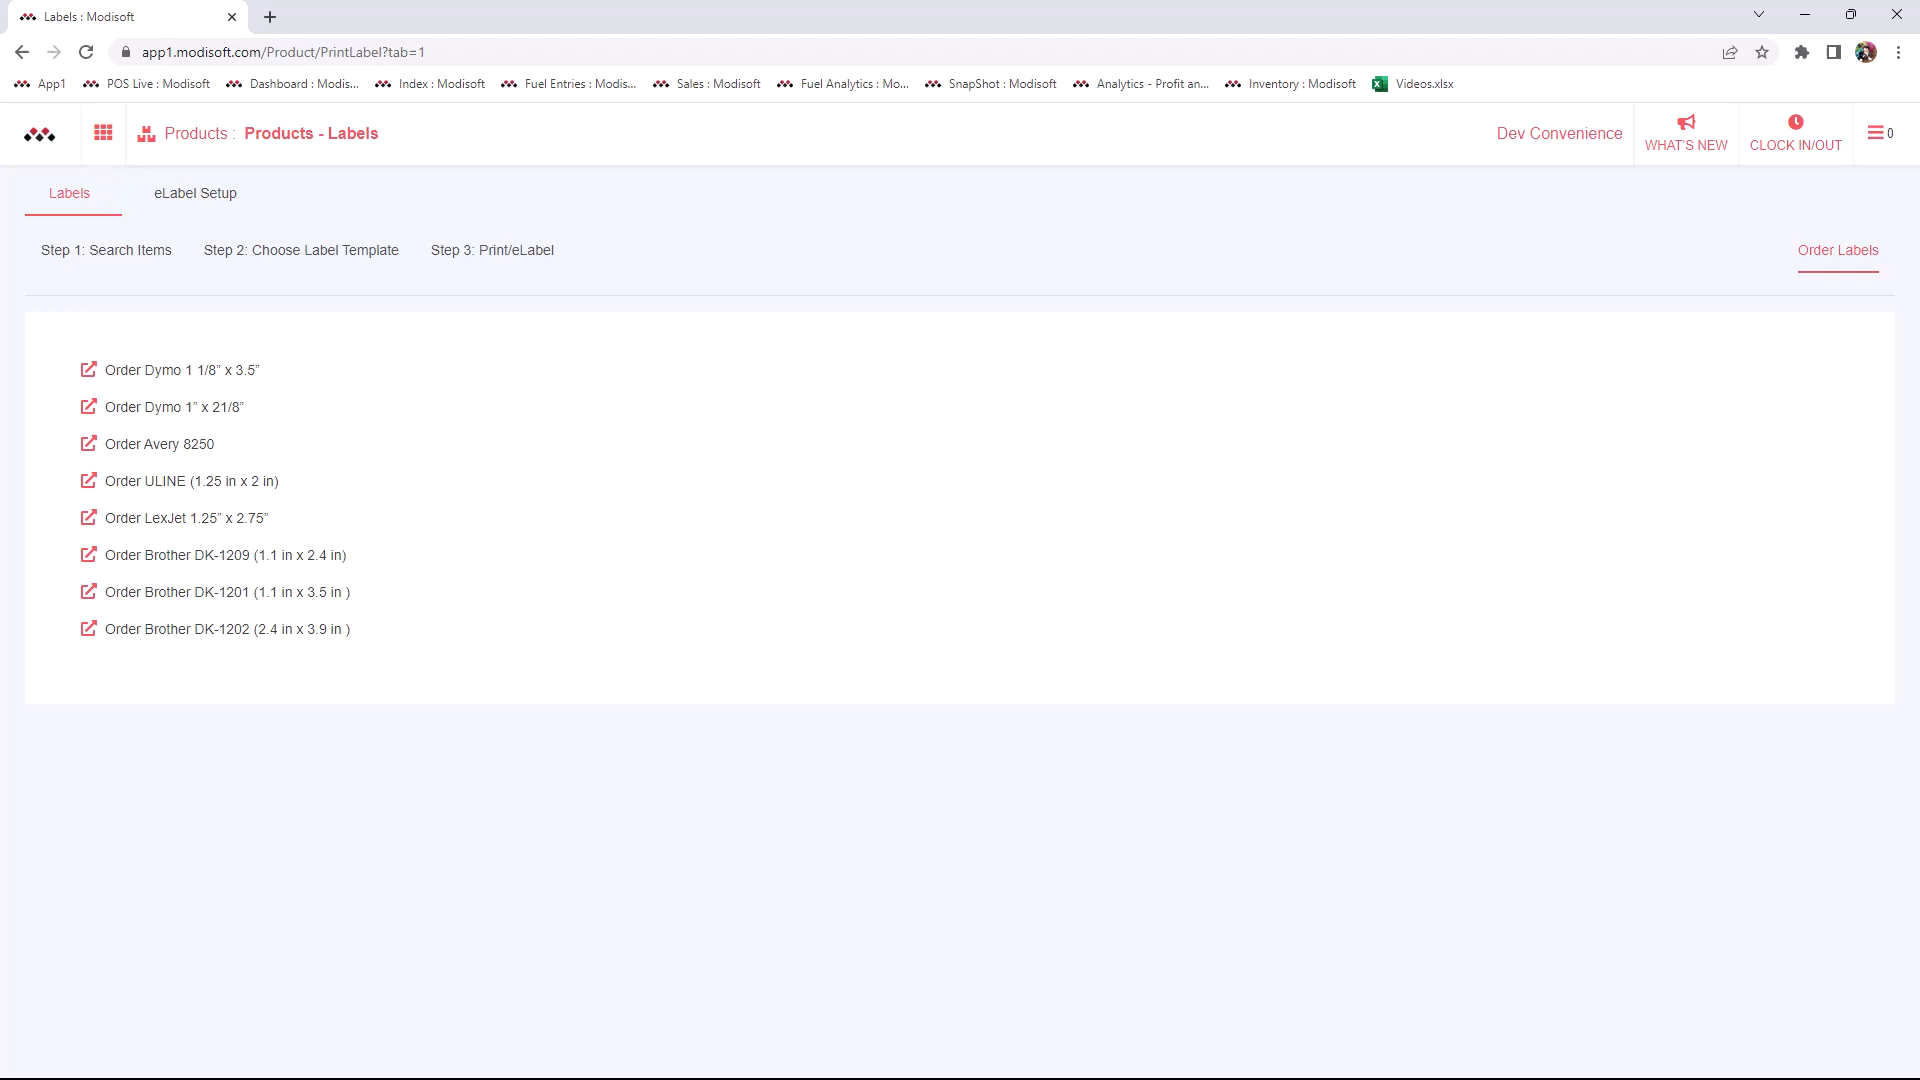 Labels : Modisoft
app1.modisoft.com/Product/PrintLabel?tab=1
App1 POS Live : Modisoft Dashboard : Modis... Index : Modisoft Fuel Entries : Modis... Sales : Modisoft Fuel Analytics : Mo... SnapShot : Modisoft Analytics - Profit an... Inventory : Modisoft Videos.xlsx
Products : Products - Labels Dev Convenience WHAT'S NEW CLOCK IN/OUT 0
Labels eLabel Setup
Step 1: Search Items Step 2: Choose Label Template Step 3: Print/eLabel Order Labels
Order Dymo 1 1/8” x 3.5”
Order Dymo 1” x 21/8”
Order Avery 8250
Order ULINE (1.25 in x 2 in)
Order LexJet 1.25” x 2.75”
Order Brother DK-1209 (1.1 in x 2.4 in)
Order Brother DK-1201 (1.1 in x 3.5 in )
Order Brother DK-1202 (2.4 in x 3.9 in )